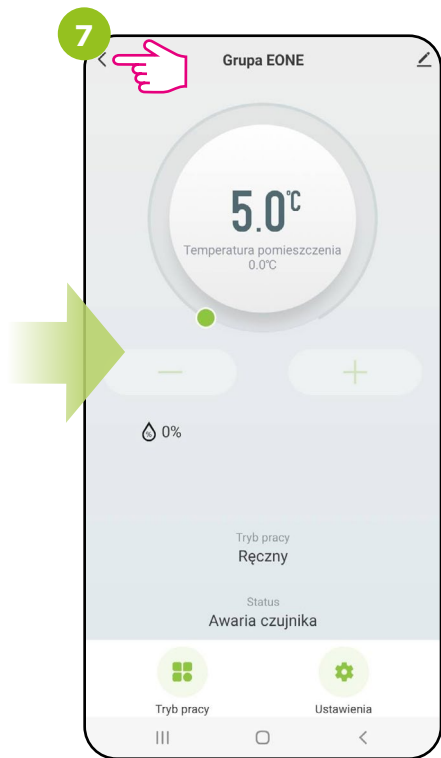 7
Grupa EONE
5.0°C
Temperatura pomieszczenia
0.0°C
0%
Tryb pracy
Ręczny
Status
Awaria czujnika
Tryb pracy
Ustawienia